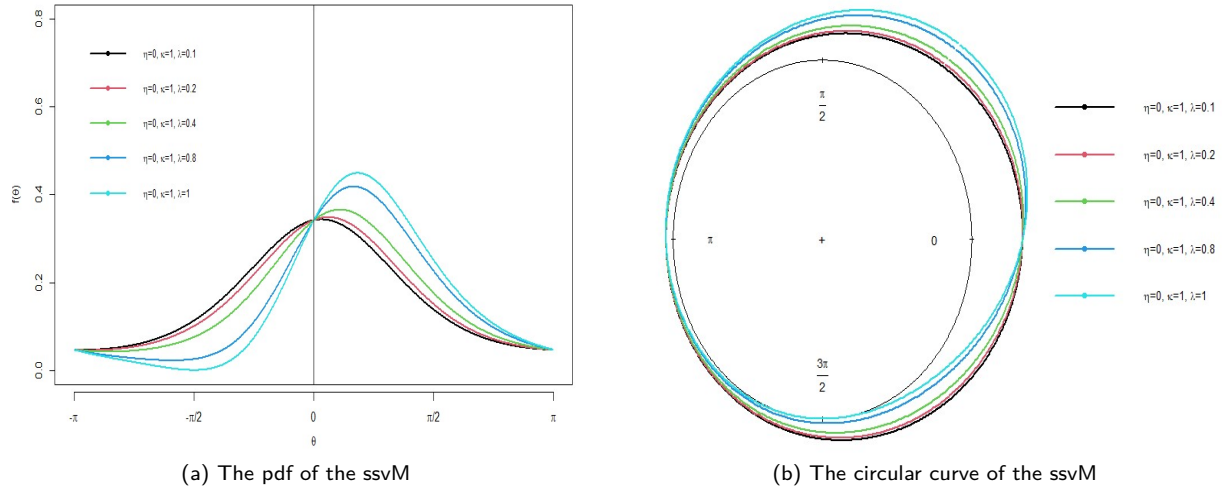 0.8
0.6
0.4
0.2
0.0
f(Θ)
η=0, κ=1, λ=0.1
η=0, κ=1, λ=0.2
η=0, κ=1, λ=0.4
η=0, κ=1, λ=0.8
η=0, κ=1, λ=1
-π
-π/2
0
π/2
π
θ
(a) The pdf of the ssvM
π
2
π
+
0
3π
2
η=0, κ=1, λ=0.1
η=0, κ=1, λ=0.2
η=0, κ=1, λ=0.4
η=0, κ=1, λ=0.8
η=0, κ=1, λ=1
(b) The circular curve of the ssvM